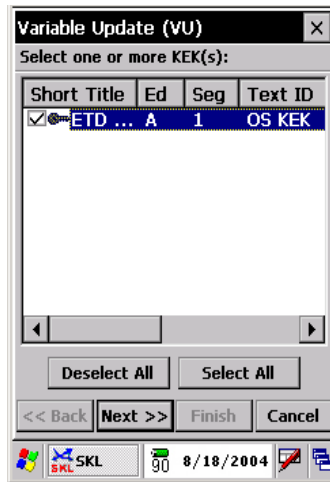 Variable Update (VU)
Select one or more KEK(s):
Short Title Ed Seg Text ID
ETD ... A 1 OS KEK
Deselect All Select All
<< Back Next >> Finish Cancel
SKL SKL 90 8/18/2004